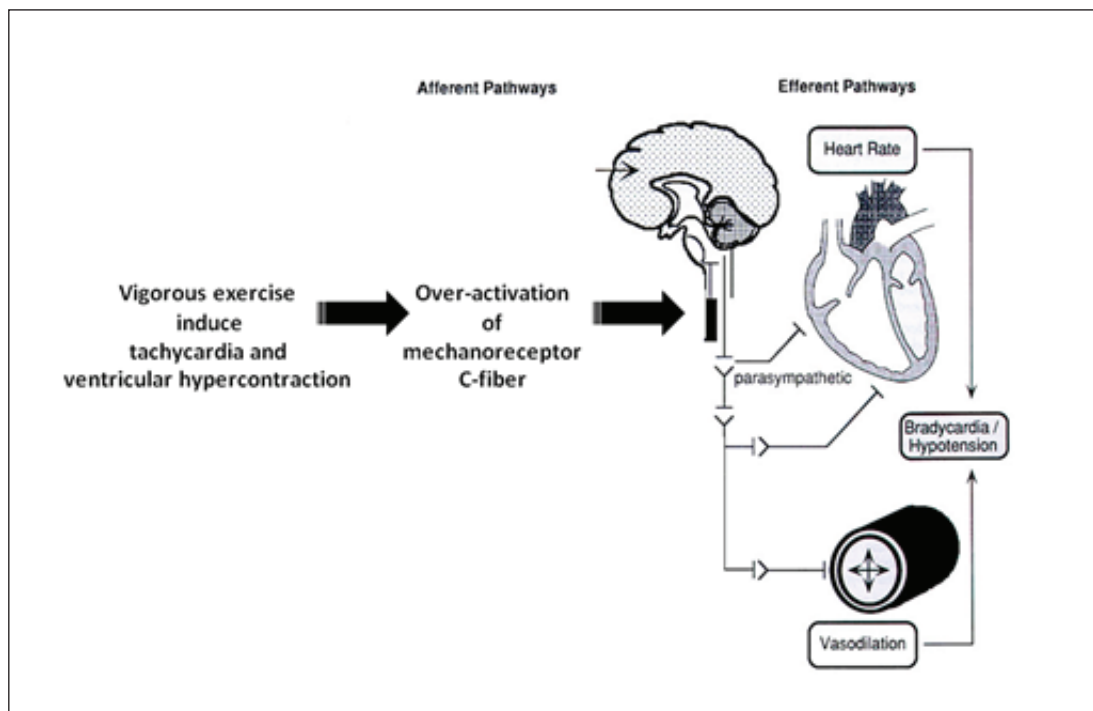 Afferent Pathways
Efferent Pathways
Heart Rate
Vigorous exercise
induce
tachycardia and
ventricular hypercontraction
Over-activation
of
mechanoreceptor
C-fiber
parasympathetic
Bradycardia /
Hypotension
Vasodilation